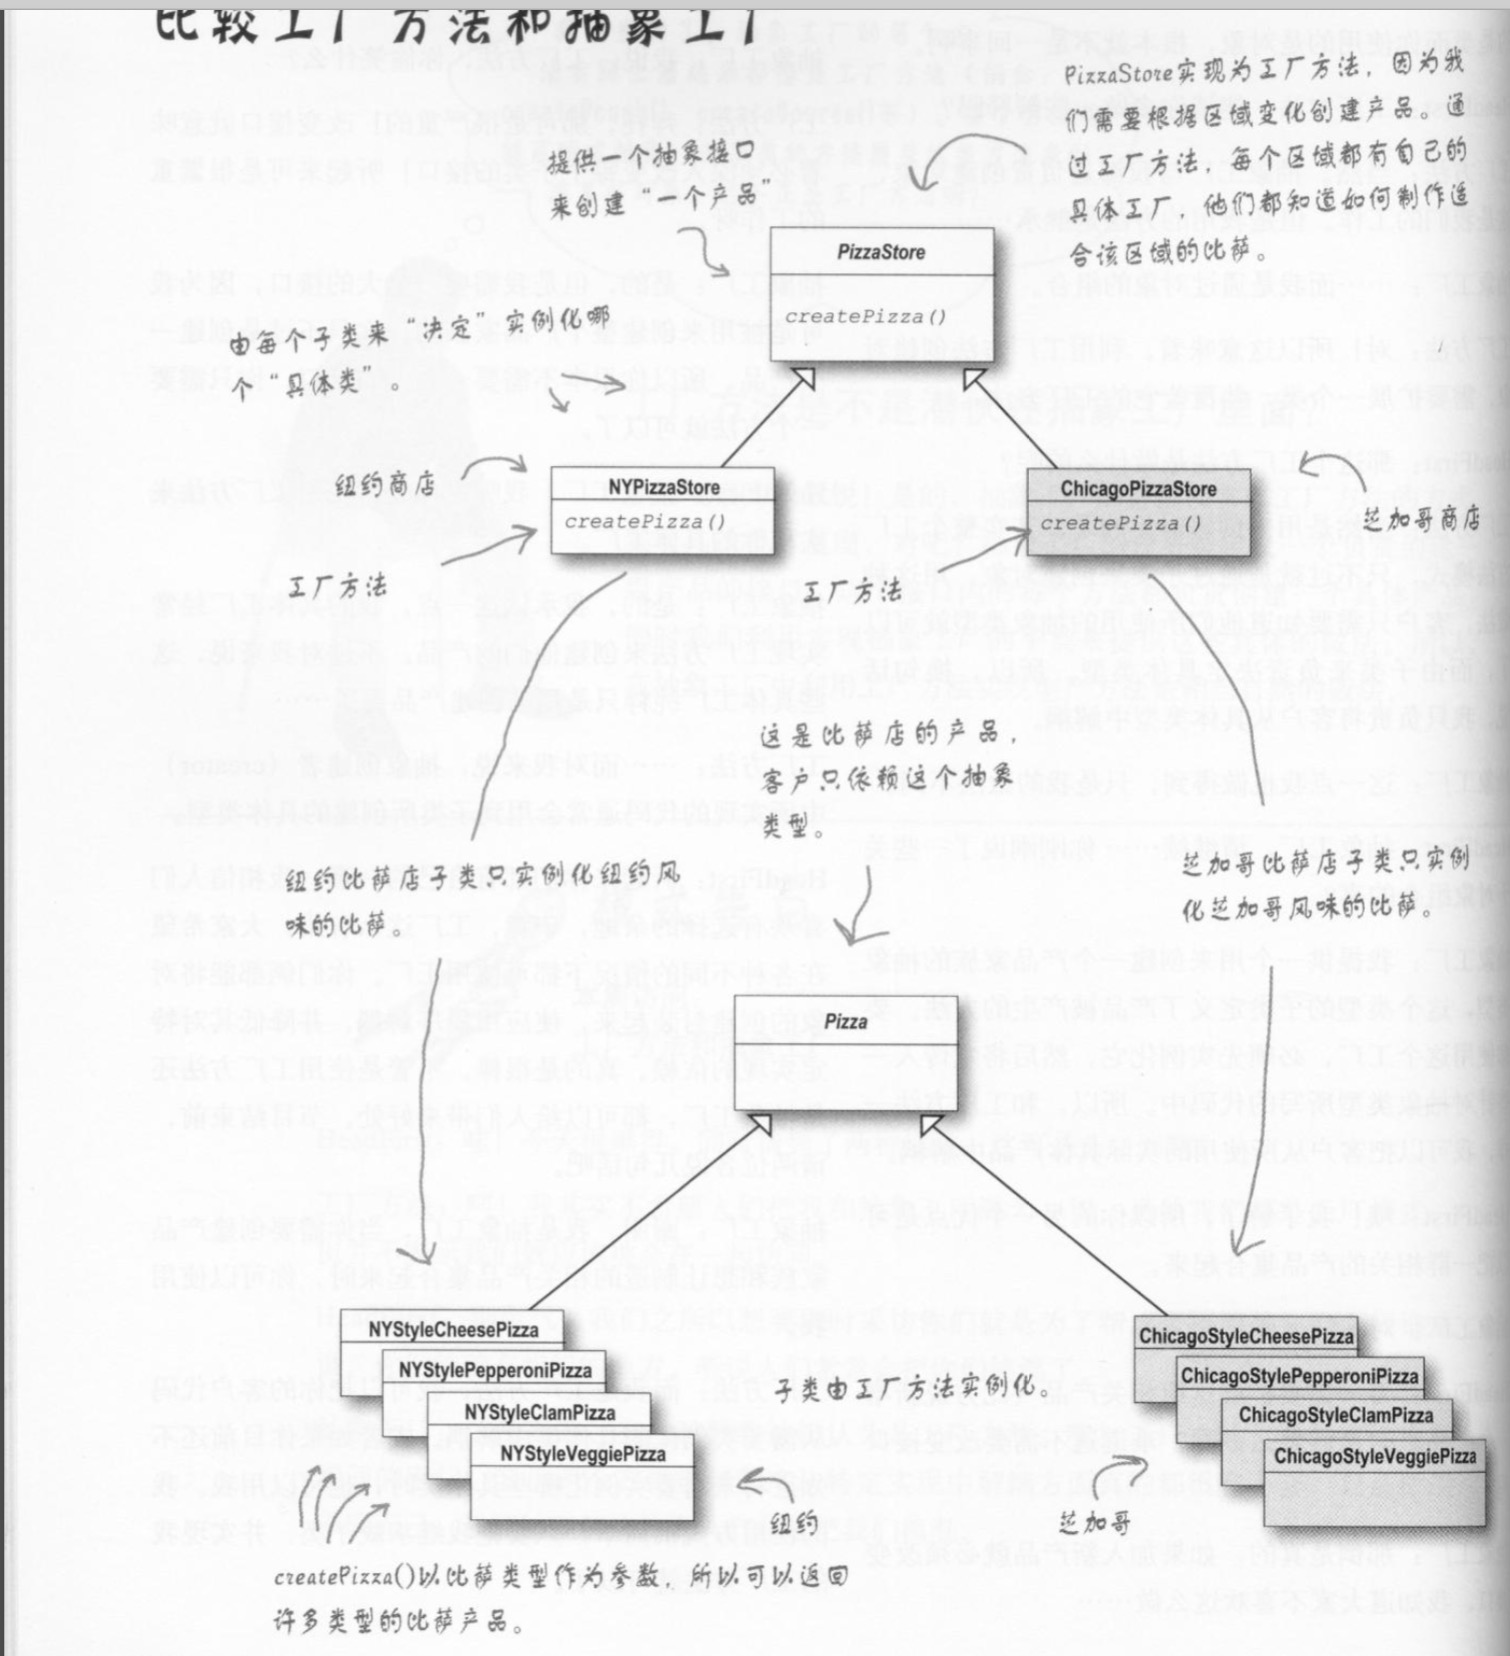 比较工厂方法和抽象工厂
PizzaStore实现为工厂方法，因为我
们需要根据区域变化创建产品。通
过工厂方法，每个区域都有自己的
具体工厂，他们都知道如何制作适
合该区域的比萨。
提供一个抽象接口
来创建“一个产品”
PizzaStore
createPizza()
由每个子类来“决定”实例化哪
个“具体类”。
纽约商店
NYPizzaStore
createPizza()
ChicagoPizzaStore
createPizza()
芝加哥商店
工厂方法
工厂方法
这是比萨店的产品，
客户只依赖这个抽象
类型。
纽约比萨店子类只实例化纽约风
味的比萨。
芝加哥比萨店子类只实例
化芝加哥风味的比萨。
Pizza
NYStyleCheesePizza
NYStylePepperoniPizza
NYStyleClamPizza
NYStyleVeggiePizza
子类由工厂方法实例化。
ChicagoStyleCheesePizza
ChicagoStylePepperoniPizza
ChicagoStyleClamPizza
ChicagoStyleVeggiePizza
纽约
芝加哥
createPizza()以比萨类型作为参数，所以可以返回
许多类型的比萨产品。